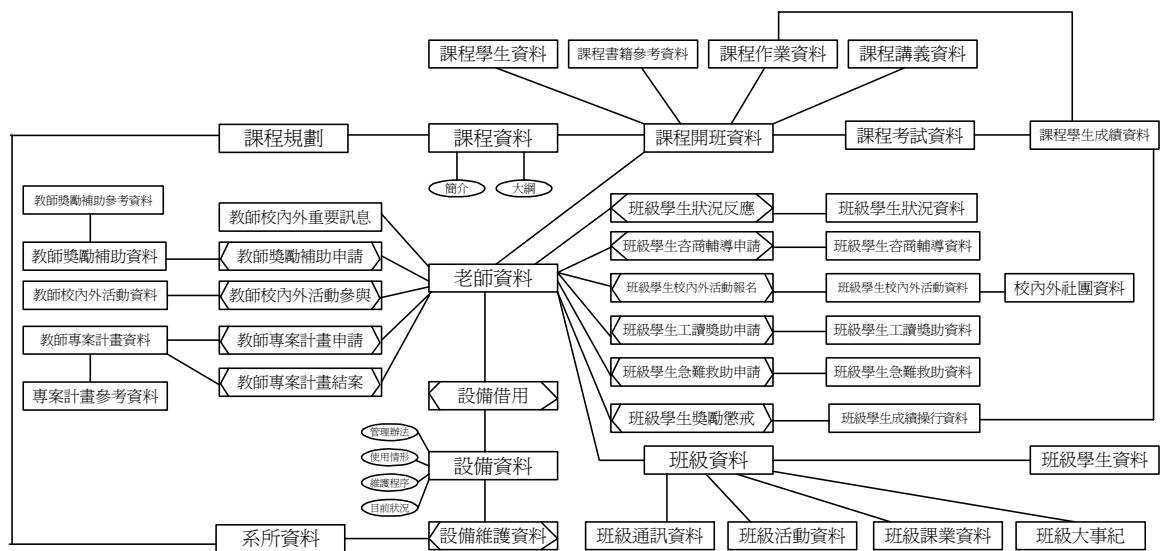 課程學生資料
課程書籍參考資料
課程作業資料
課程講義資料
課程規劃
課程資料
課程開班資料
課程考試資料
課程學生成績資料
簡介
大綱
教師獎勵補助參考資料
教師校內外重要訊息
班級學生狀況反應
班級學生狀況資料
教師獎勵補助資料
教師獎勵補助申請
老師資料
班級學生咨商輔導申請
班級學生咨商輔導資料
教師校內外活動資料
教師校內外活動參與
班級學生校內外活動報名
班級學生校內外活動資料
校內外社團資料
教師專案計畫資料
教師專案計畫申請
班級學生工讀獎助申請
班級學生工讀獎助資料
專案計畫參考資料
教師專案計畫結案
班級學生急難救助申請
班級學生急難救助資料
設備借用
班級學生獎勵懲戒
班級學生成績操行資料
管理辦法
使用情形
維護程序
目前狀況
設備資料
班級資料
班級學生資料
系所資料
設備維護資料
班級通訊資料
班級活動資料
班級課業資料
班級大事紀